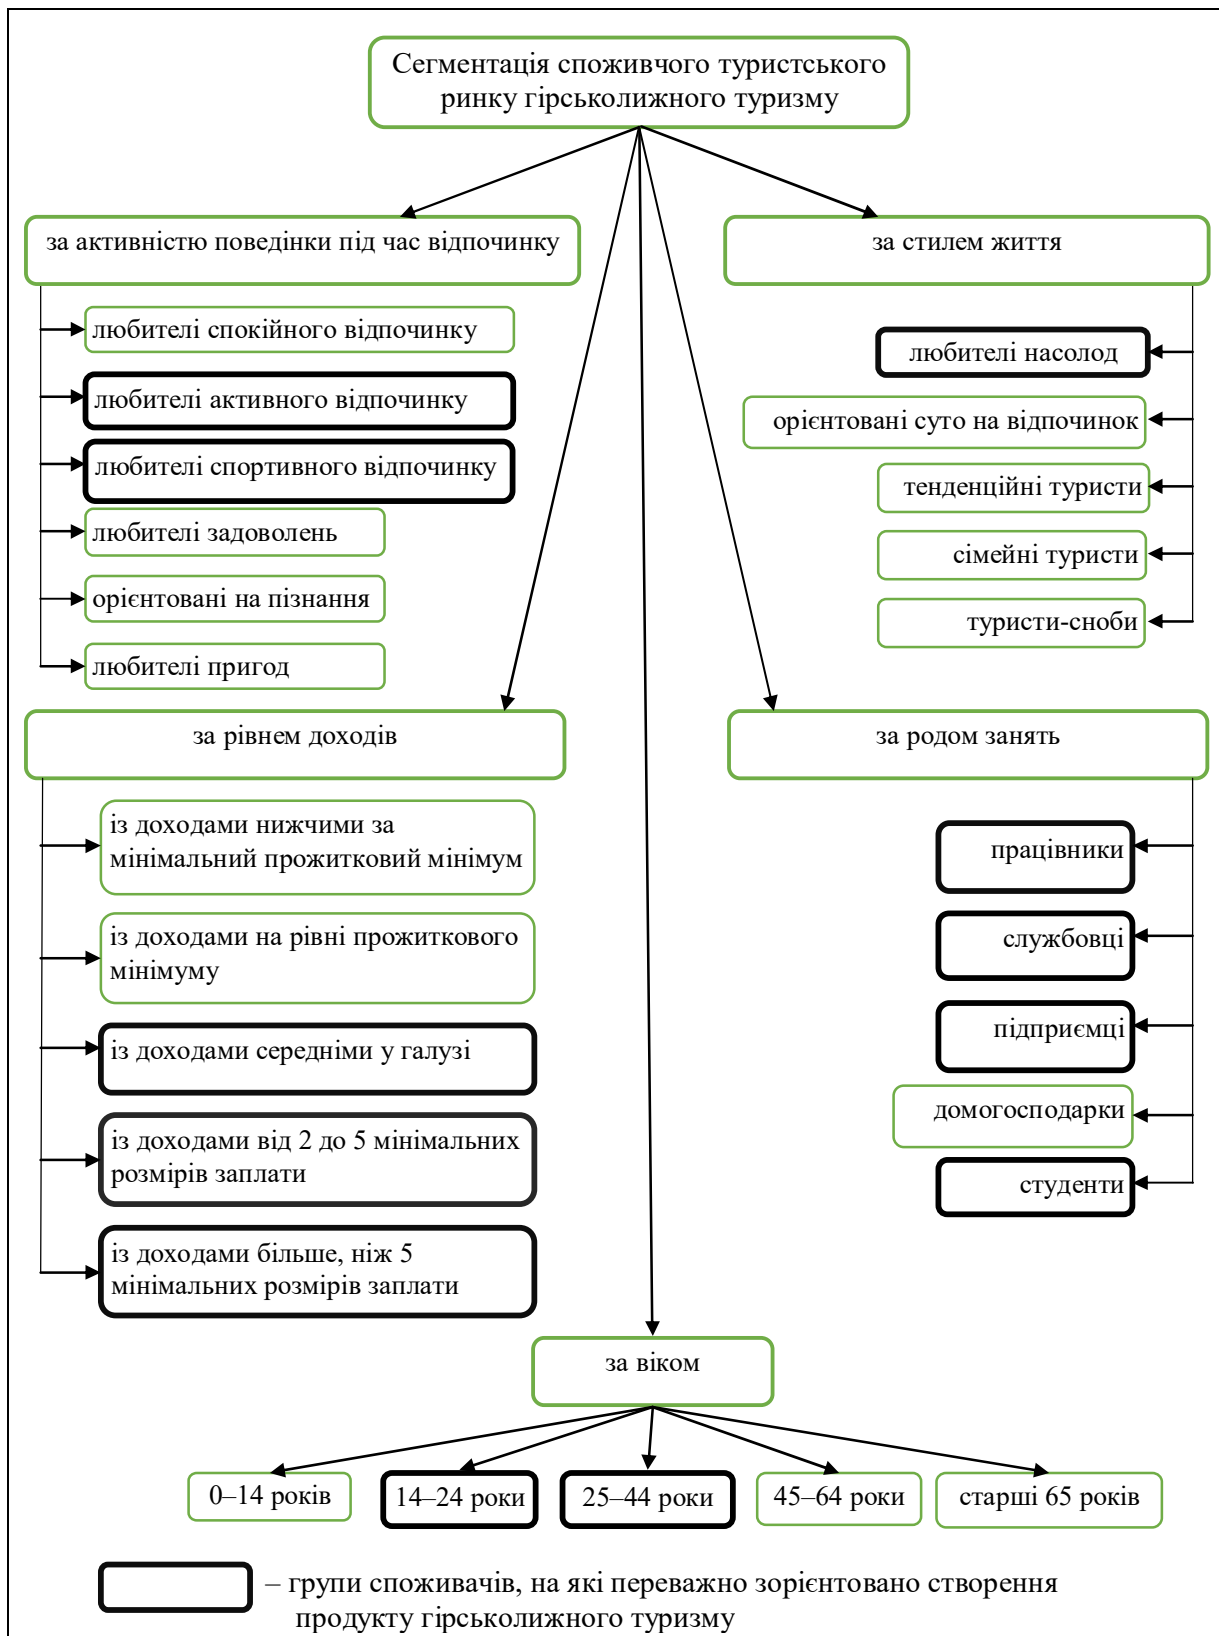 Сегментація споживчого туристського
ринку гірськолижного туризму
за активністю поведінки під час відпочинку
любителі спокійного відпочинку
любителі активного відпочинку
любителі спортивного відпочинку
любителі задоволень
орієнтовані на пізнання
любителі пригод
за стилем життя
любителі насолод
орієнтовані суто на відпочинок
тенденційні туристи
сімейні туристи
туристи-сноби
за рівнем доходів
із доходами нижчими за
мінімальний прожитковий мінімум
із доходами на рівні прожиткового
мінімуму
із доходами середніми у галузі
із доходами від 2 до 5 мінімальних
розмірів заплати
із доходами більше, ніж 5
мінімальних розмірів заплати
за родом занять
працівники
службовці
підприємці
домогосподарки
студенти
за віком
0–14 років
14–24 роки
25–44 роки
45–64 роки
старші 65 років
– групи споживачів, на які переважно зорієнтовано створення
продукту гірськолижного туризму